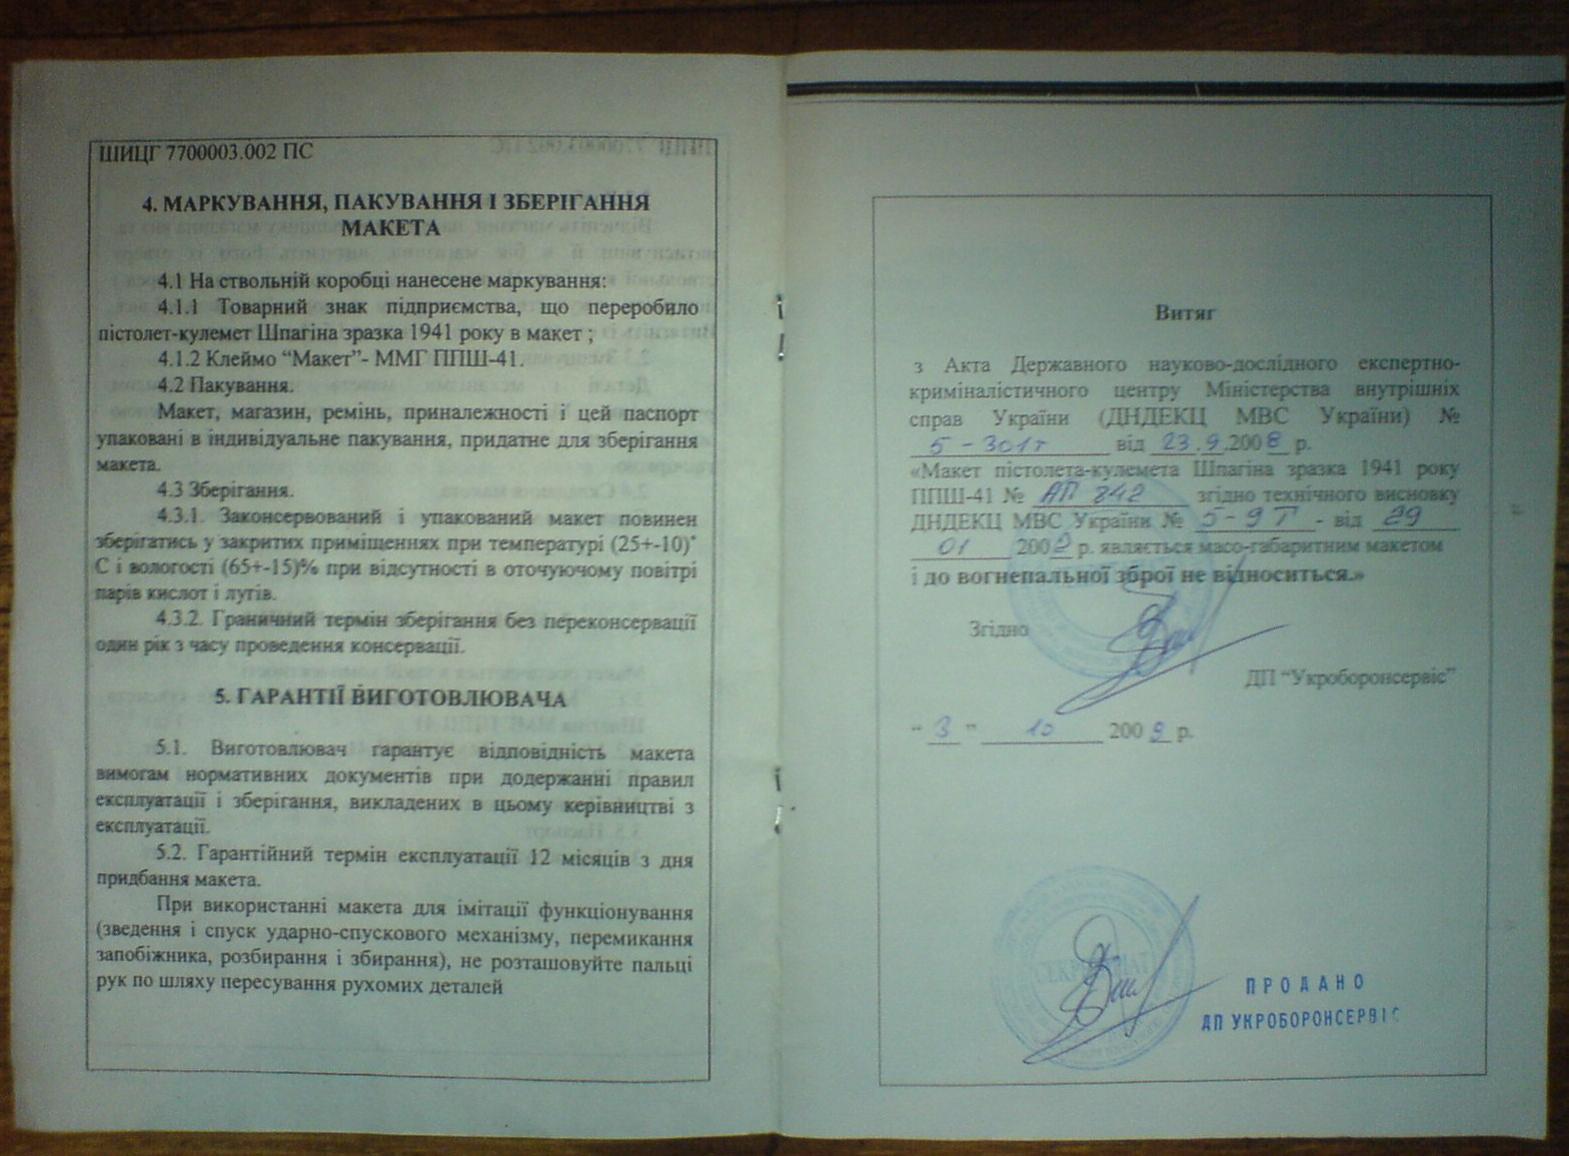 ШИЦГ 7700003.002 ПС
4. МАРКУВАННЯ, ПАКУВАННЯ І ЗБЕРІГАННЯ
МАКЕТА
4.1 На ствольній коробці нанесене маркування:
4.1.1 Товарний знак підприємства, що переробило
пістолет-кулемет Шпагіна зразка 1941 року в макет ;
4.1.2 Клеймо “Макет”- ММГ ППШ-41.
4.2 Пакування.
Макет, магазин, ремінь, приналежності і цей паспорт
упаковані в індивідуальне пакування, придатне для зберігання
макета.
4.3 Зберігання.
4.3.1. Законсервований і упакований макет повинен
зберігатись у закритих приміщеннях при температурі (25+-10)°
С і вологості (65+-15)% при відсутності в оточуючому повітрі
парів кислот і лугів.
4.3.2. Граничний термін зберігання без переконсервації
один рік з часу проведення консервації.
5. ГАРАНТІЇ ВИГОТОВЛЮВАЧА
5.1. Виготовлювач гарантує відповідність макета
вимогам нормативних документів при додержанні правил
експлуатації і зберігання, викладених в цьому керівництві з
експлуатації.
5.2. Гарантійний термін експлуатації 12 місяців з дня
придбання макета.
При використанні макета для імітації функціонування
(зведення і спуск ударно-спускового механізму, перемикання
запобіжника, розбирання і збирання), не розташовуйте пальці
рук по шляху пересування рухомих деталей
Витяг
з Акта Державного науково-дослідного експертно-
криміналістичного центру Міністерства внутрішніх
справ України (ДНДЕКЦ МВС України) №
5-301т від 23.9.2008 р.
«Макет пістолета-кулемета Шпагіна зразка 1941 року
ППШ-41 № АП 842 згідно технічного висновку
ДНДЕКЦ МВС України № 5-9Т - від 29
01 200 р. являється масо-габаритним макетом
і до вогнепальної зброї не відноситься.»
Згідно
ДП “Укроборонсервіс”
“ 3 ” 10 2009 р.
СЕКРЕТАРІАТ
ПРОДАНО
ДП УКРОБОРОНСЕРВІС